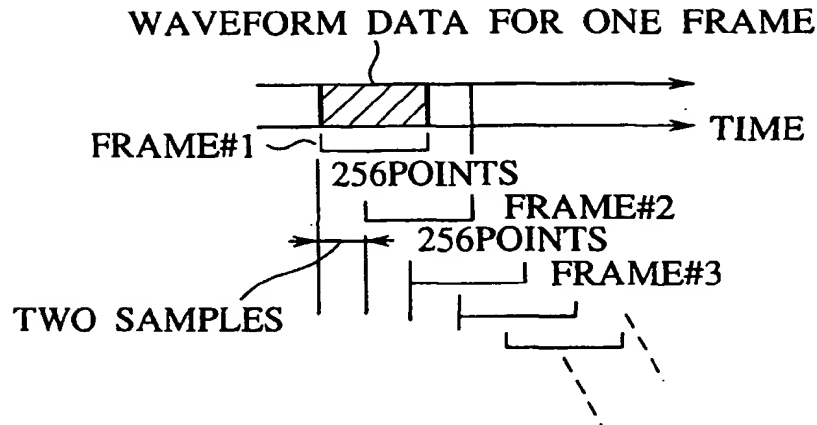 WAVEFORM DATA FOR ONE FRAME
TIME
FRAME#1
256POINTS
FRAME#2
256POINTS
FRAME#3
TWO SAMPLES